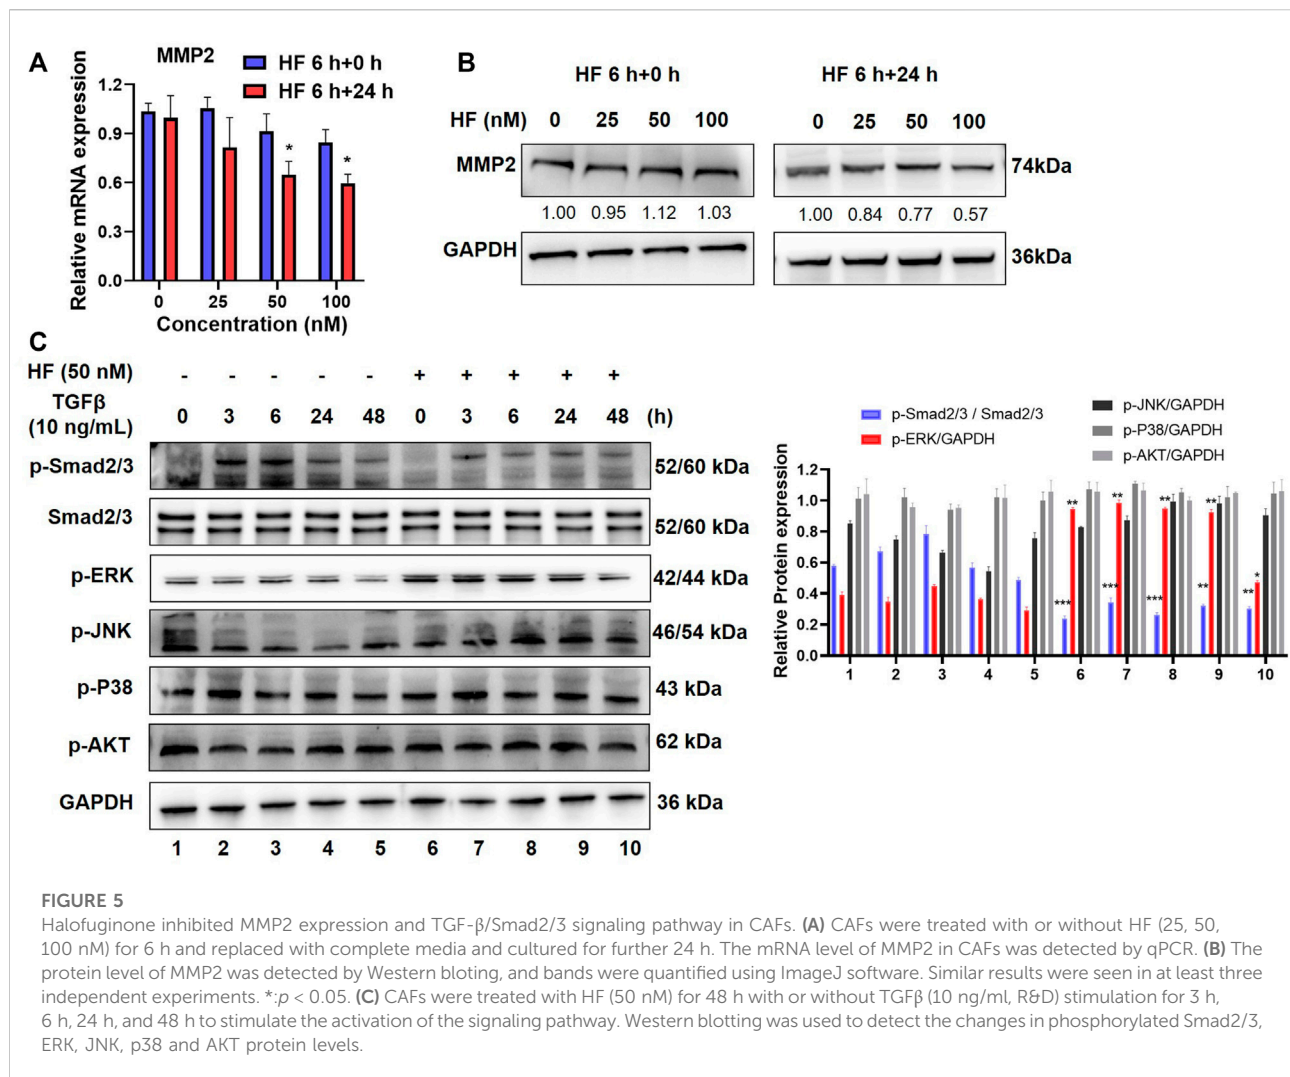 A
MMP2
HF 6 h+0 h
HF 6 h+24 h
Relative mRNA expression
1.2
0.9
0.6
0.3
0.0
*
*
0 25 50 100
Concentration (nM)
B
HF 6 h+0 h HF 6 h+24 h
HF (nM) 0 25 50 100 0 25 50 100
MMP2 74kDa
1.00 0.95 1.12 1.03 1.00 0.84 0.77 0.57
GAPDH 36kDa
C
HF (50 nM) - - - - - + + + + +
TGFβ 0 3 6 24 48 0 3 6 24 48 (h)
(10 ng/mL)
p-Smad2/3 52/60 kDa
Smad2/3 52/60 kDa
p-ERK 42/44 kDa
p-JNK 46/54 kDa
p-P38 43 kDa
p-AKT 62 kDa
GAPDH 36 kDa
1 2 3 4 5 6 7 8 9 10
p-Smad2/3 / Smad2/3
p-ERK/GAPDH
p-JNK/GAPDH
p-P38/GAPDH
p-AKT/GAPDH
Relative Protein expression
1.2
1.0
0.8
0.6
0.4
0.2
0.0
** ** ** **
*** *** *** ** ** *
1 2 3 4 5 6 7 8 9 10
FIGURE 5
Halofuginone inhibited MMP2 expression and TGF-β/Smad2/3 signaling pathway in CAFs. (A) CAFs were treated with or without HF (25, 50,
100 nM) for 6 h and replaced with complete media and cultured for further 24 h. The mRNA level of MMP2 in CAFs was detected by qPCR. (B) The
protein level of MMP2 was detected by Western bloting, and bands were quantified using ImageJ software. Similar results were seen in at least three
independent experiments. *:p < 0.05. (C) CAFs were treated with HF (50 nM) for 48 h with or without TGFβ (10 ng/ml, R&D) stimulation for 3 h,
6 h, 24 h, and 48 h to stimulate the activation of the signaling pathway. Western blotting was used to detect the changes in phosphorylated Smad2/3,
ERK, JNK, p38 and AKT protein levels.